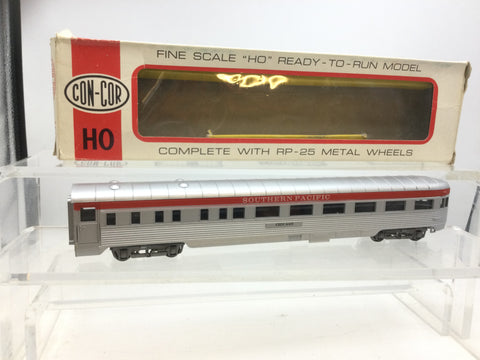 FINE SCALE "HO" READY-TO-RUN MODEL
CON-COR
HO
COMPLETE WITH RP-25 METAL WHEELS
SOUTHERN PACIFIC